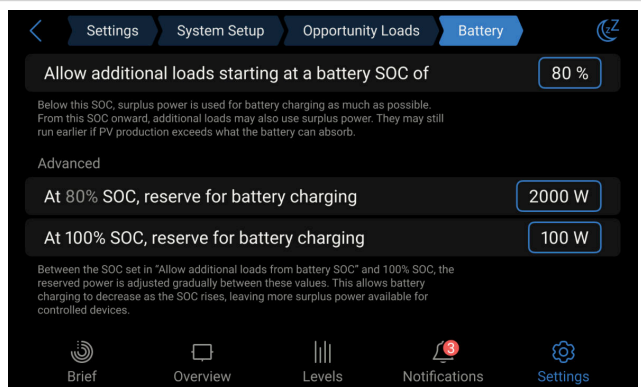 Settings
System Setup
Opportunity Loads
Battery
zZ
Allow additional loads starting at a battery SOC of
80 %
Below this SOC, surplus power is used for battery charging as much as possible.
From this SOC onward, additional loads may also use surplus power. They may still
run earlier if PV production exceeds what the battery can absorb.
Advanced
At 80% SOC, reserve for battery charging
2000 W
At 100% SOC, reserve for battery charging
100 W
Between the SOC set in "Allow additional loads from battery SOC" and 100% SOC, the
reserved power is adjusted gradually between these values. This allows battery
charging to decrease as the SOC rises, leaving more surplus power available for
controlled devices.
3
Brief
Overview
Levels
Notifications
Settings